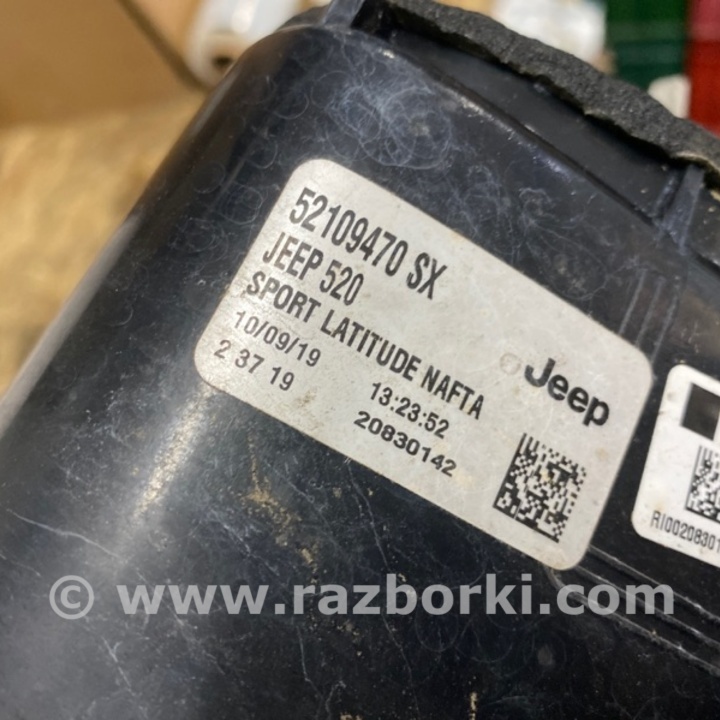 52109470 SX
JEEP 520
SPORT LATITUDE NAFTA
10/09/19 13:23:52
2 37 19 20830142
Jeep
RI00208301
© www.razborki.com